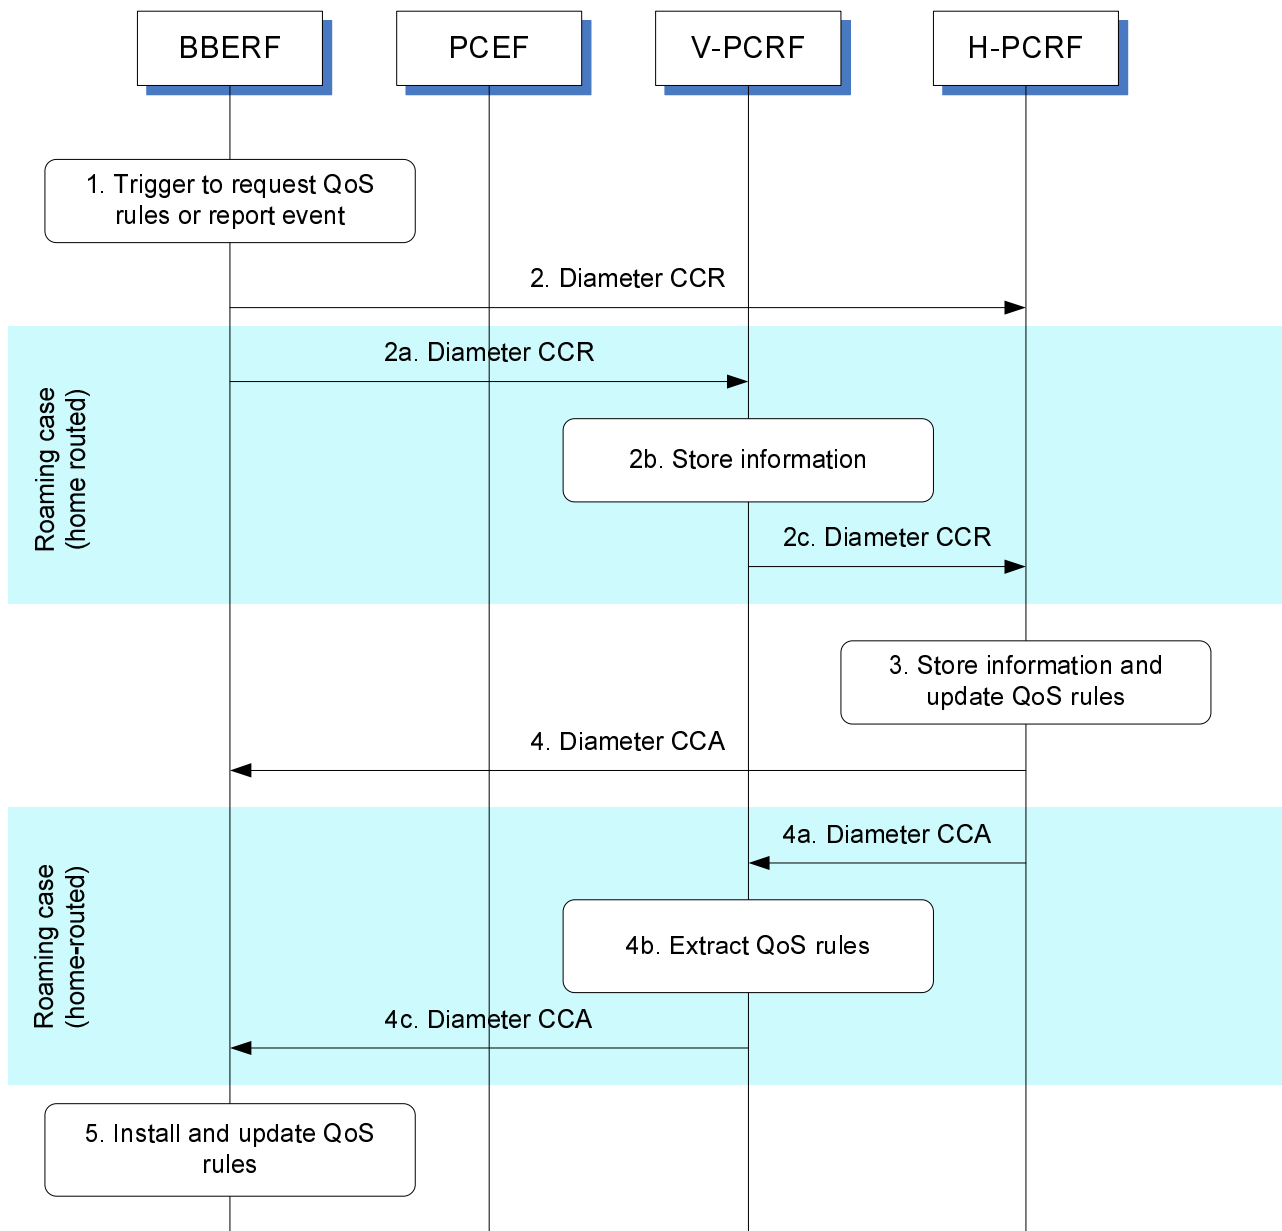 BBERF
PCEF
V-PCRF
H-PCRF
1. Trigger to request QoS
rules or report event
2. Diameter CCR
Roaming case
(home routed)
2a. Diameter CCR
2b. Store information
2c. Diameter CCR
3. Store information and
update QoS rules
4. Diameter CCA
Roaming case
(home-routed)
4a. Diameter CCA
4b. Extract QoS rules
4c. Diameter CCA
5. Install and update QoS
rules